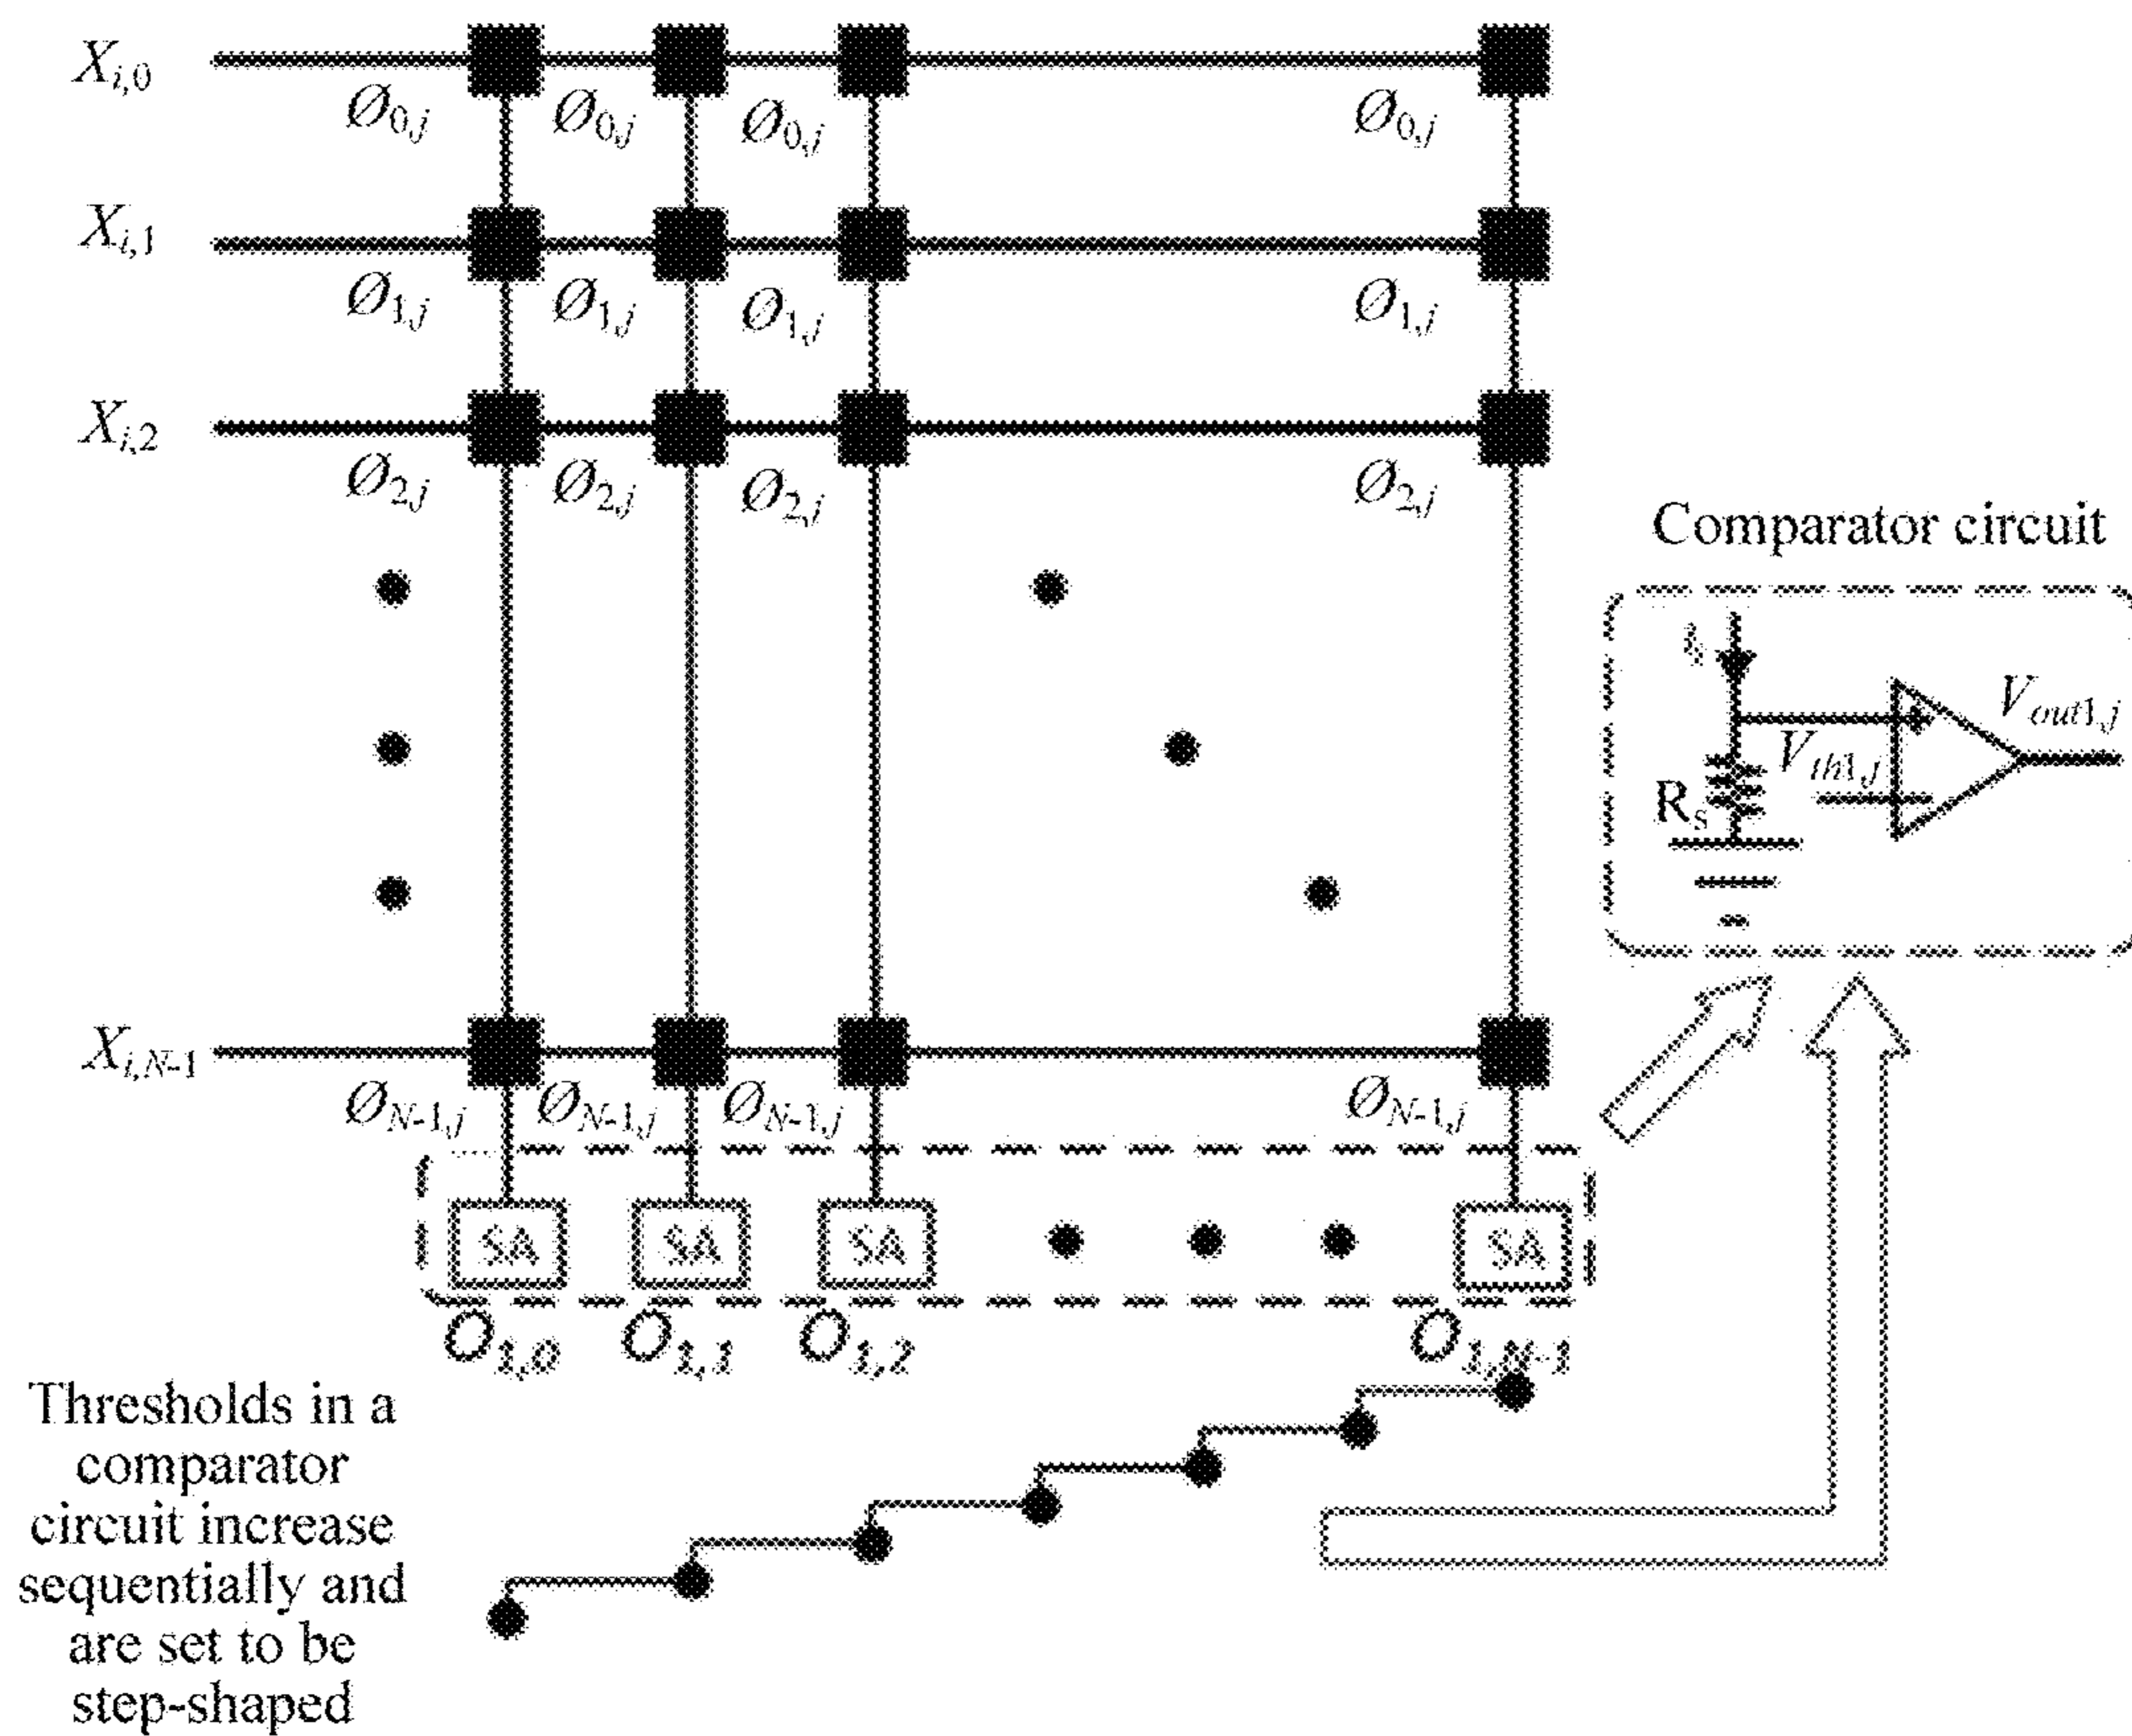 X_{i,0}
Ø_{0,j} Ø_{0,j} Ø_{0,j} Ø_{0,j}
X_{i,1}
Ø_{1,j} Ø_{1,j} Ø_{1,j} Ø_{1,j}
X_{i,2}
Ø_{2,j} Ø_{2,j} Ø_{2,j} Ø_{2,j}
Comparator circuit
V_{out1,j}
V_{th1,j}
R_s
X_{i,N-1}
Ø_{N-1,j} Ø_{N-1,j} Ø_{N-1,j} Ø_{N-1,j}
SA SA SA SA
O_{1,0} O_{1,1} O_{1,2} O_{1,N-1}
Thresholds in a
comparator
circuit increase
sequentially and
are set to be
step-shaped